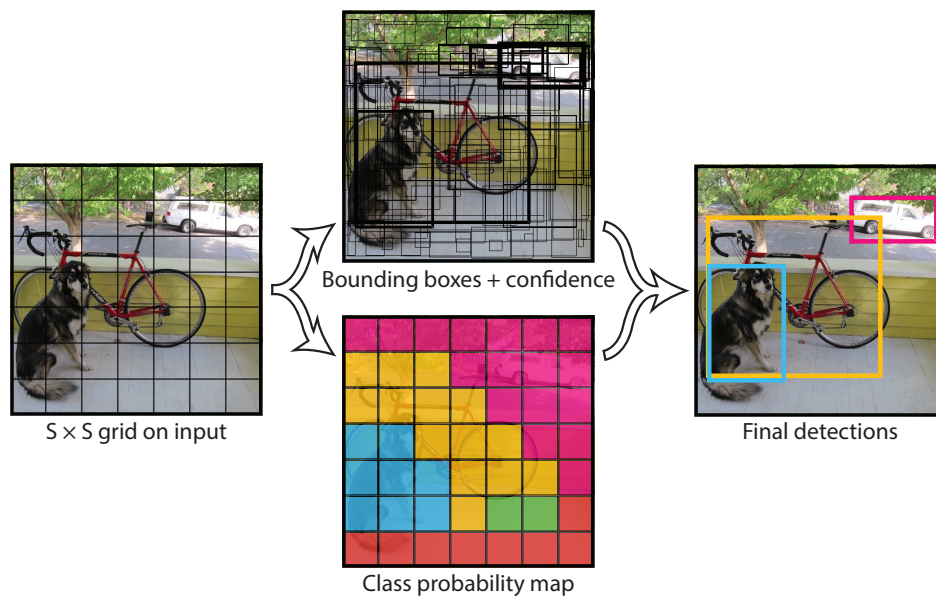 Bounding boxes + confidence
S × S grid on input
Final detections
Class probability map